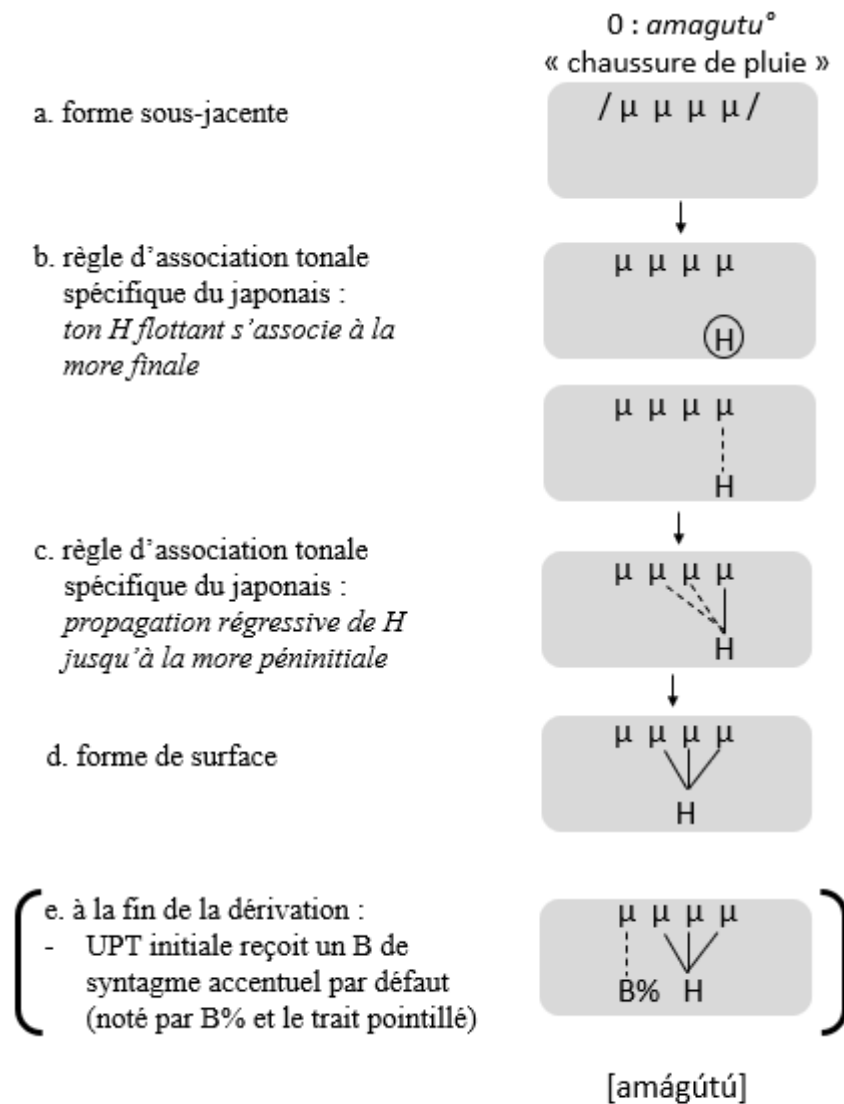 0 : amagutu°
« chaussure de pluie »
a. forme sous-jacente
/ μ μ μ μ /
b. règle d’association tonale
spécifique du japonais :
ton H flottant s’associe à la
more finale
μ μ μ μ
H
μ μ μ μ
H
c. règle d’association tonale
spécifique du japonais :
propagation régressive de H
jusqu’à la more péninitiale
μ μ μ μ
H
d. forme de surface
μ μ μ μ
H
e. à la fin de la dérivation :
- UPT initiale reçoit un B de
syntagme accentuel par défaut
(noté par B% et le trait pointillé)
μ μ μ μ
B% H
[amágútú]